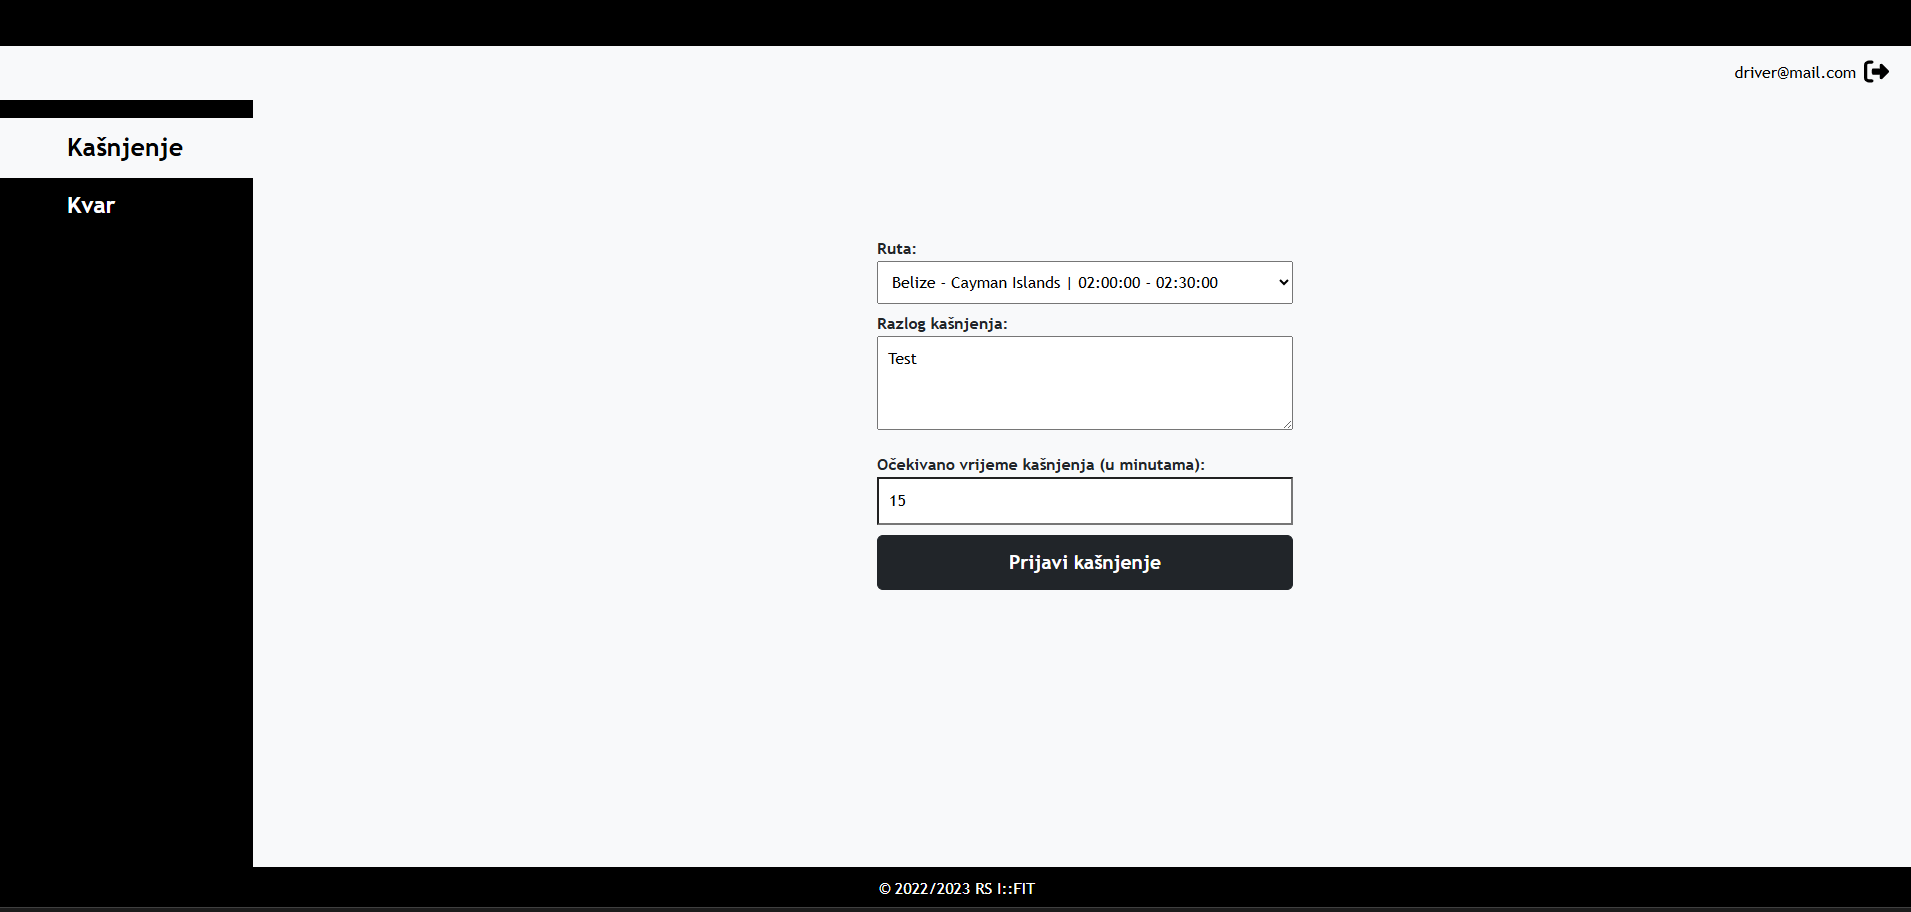 driver@mail.com
Kašnjenje
Kvar
Ruta:
Belize - Cayman Islands | 02:00:00 - 02:30:00
Razlog kašnjenja:
Test
Očekivano vrijeme kašnjenja (u minutama):
15
Prijavi kašnjenje
© 2022/2023 RS I::FIT